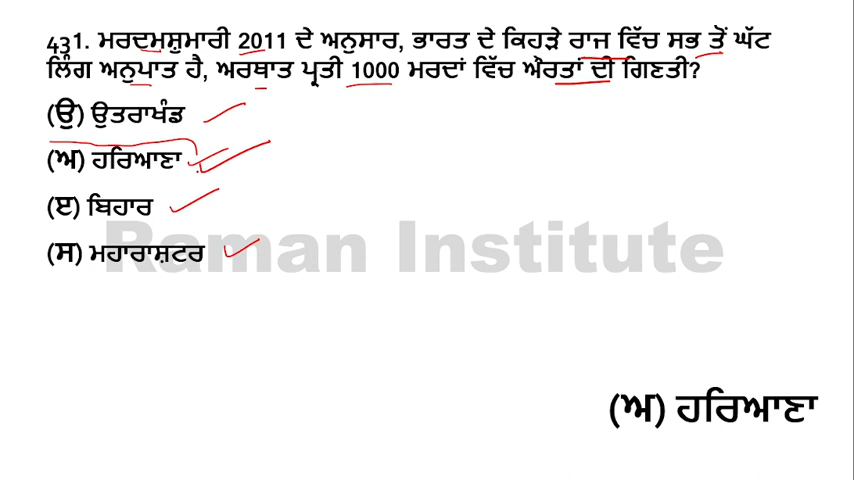 431. ਮਰਦਮਸ਼ੁਮਾਰੀ 2011 ਦੇ ਅਨੁਸਾਰ, ਭਾਰਤ ਦੇ ਕਿਹੜੇ ਰਾਜ ਵਿੱਚ ਸਭ ਤੋਂ ਘੱਟ
ਲਿੰਗ ਅਨੁਪਾਤ ਹੈ, ਅਰਥਾਤ ਪ੍ਰਤੀ 1000 ਮਰਦਾਂ ਵਿੱਚ ਔਰਤਾਂ ਦੀ ਗਿਣਤੀ?
(ੳ) ਉਤਰਾਖੰਡ
(ਅ) ਹਰਿਆਣਾ
(ੲ) ਬਿਹਾਰ
(ਸ) ਮਹਾਰਾਸ਼ਟਰ
Raman Institute
(ਅ) ਹਰਿਆਣਾ